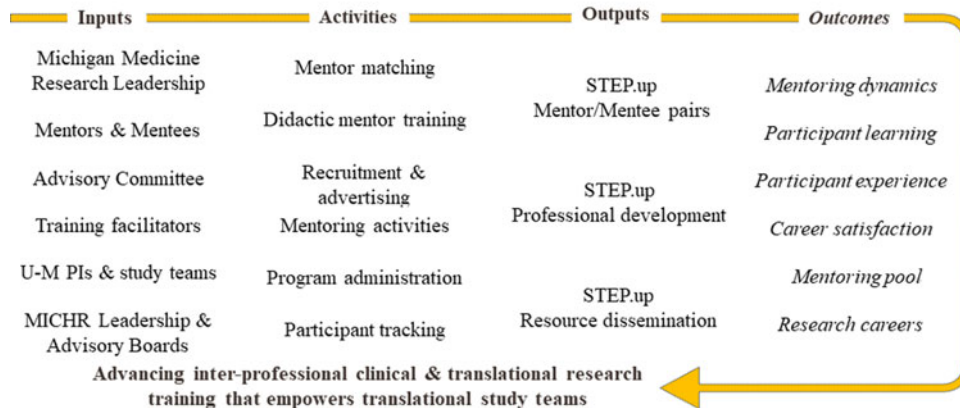 Inputs
Activities
Outputs
Outcomes
Michigan Medicine
Research Leadership
Mentors & Mentees
Advisory Committee
Training facilitators
U-M PIs & study teams
MICHR Leadership &
Advisory Boards
Mentor matching
Didactic mentor training
Recruitment &
advertising
Mentoring activities
Program administration
Participant tracking
STEP.up
Mentor/Mentee pairs
STEP.up
Professional development
STEP.up
Resource dissemination
Mentoring dynamics
Participant learning
Participant experience
Career satisfaction
Mentoring pool
Research careers
Advancing inter-professional clinical & translational research
training that empowers translational study teams